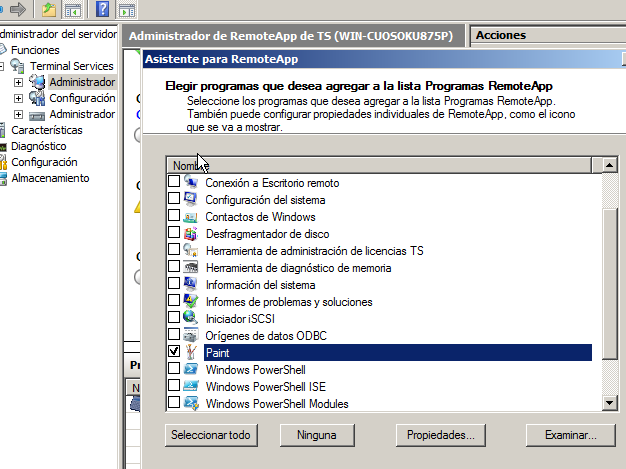 Administrador del servidor
Funciones
Terminal Services
Administrador
Configuración
Administrador
Características
Diagnóstico
Configuración
Almacenamiento
Administrador de RemoteApp de TS (WIN-CUOSOKU875P)
Acciones
Asistente para RemoteApp
Elegir programas que desea agregar a la lista Programas RemoteApp
Seleccione los programas que desea agregar a la lista Programas RemoteApp.
También puede configurar propiedades individuales de RemoteApp, como el icono
que se va a mostrar.
Nombre
Conexión a Escritorio remoto
Configuración del sistema
Contactos de Windows
Desfragmentador de disco
Herramienta de administración de licencias TS
Herramienta de diagnóstico de memoria
Información del sistema
Informes de problemas y soluciones
Iniciador iSCSI
Orígenes de datos ODBC
Paint
Windows PowerShell
Windows PowerShell ISE
Windows PowerShell Modules
Seleccionar todo
Ninguna
Propiedades...
Examinar...